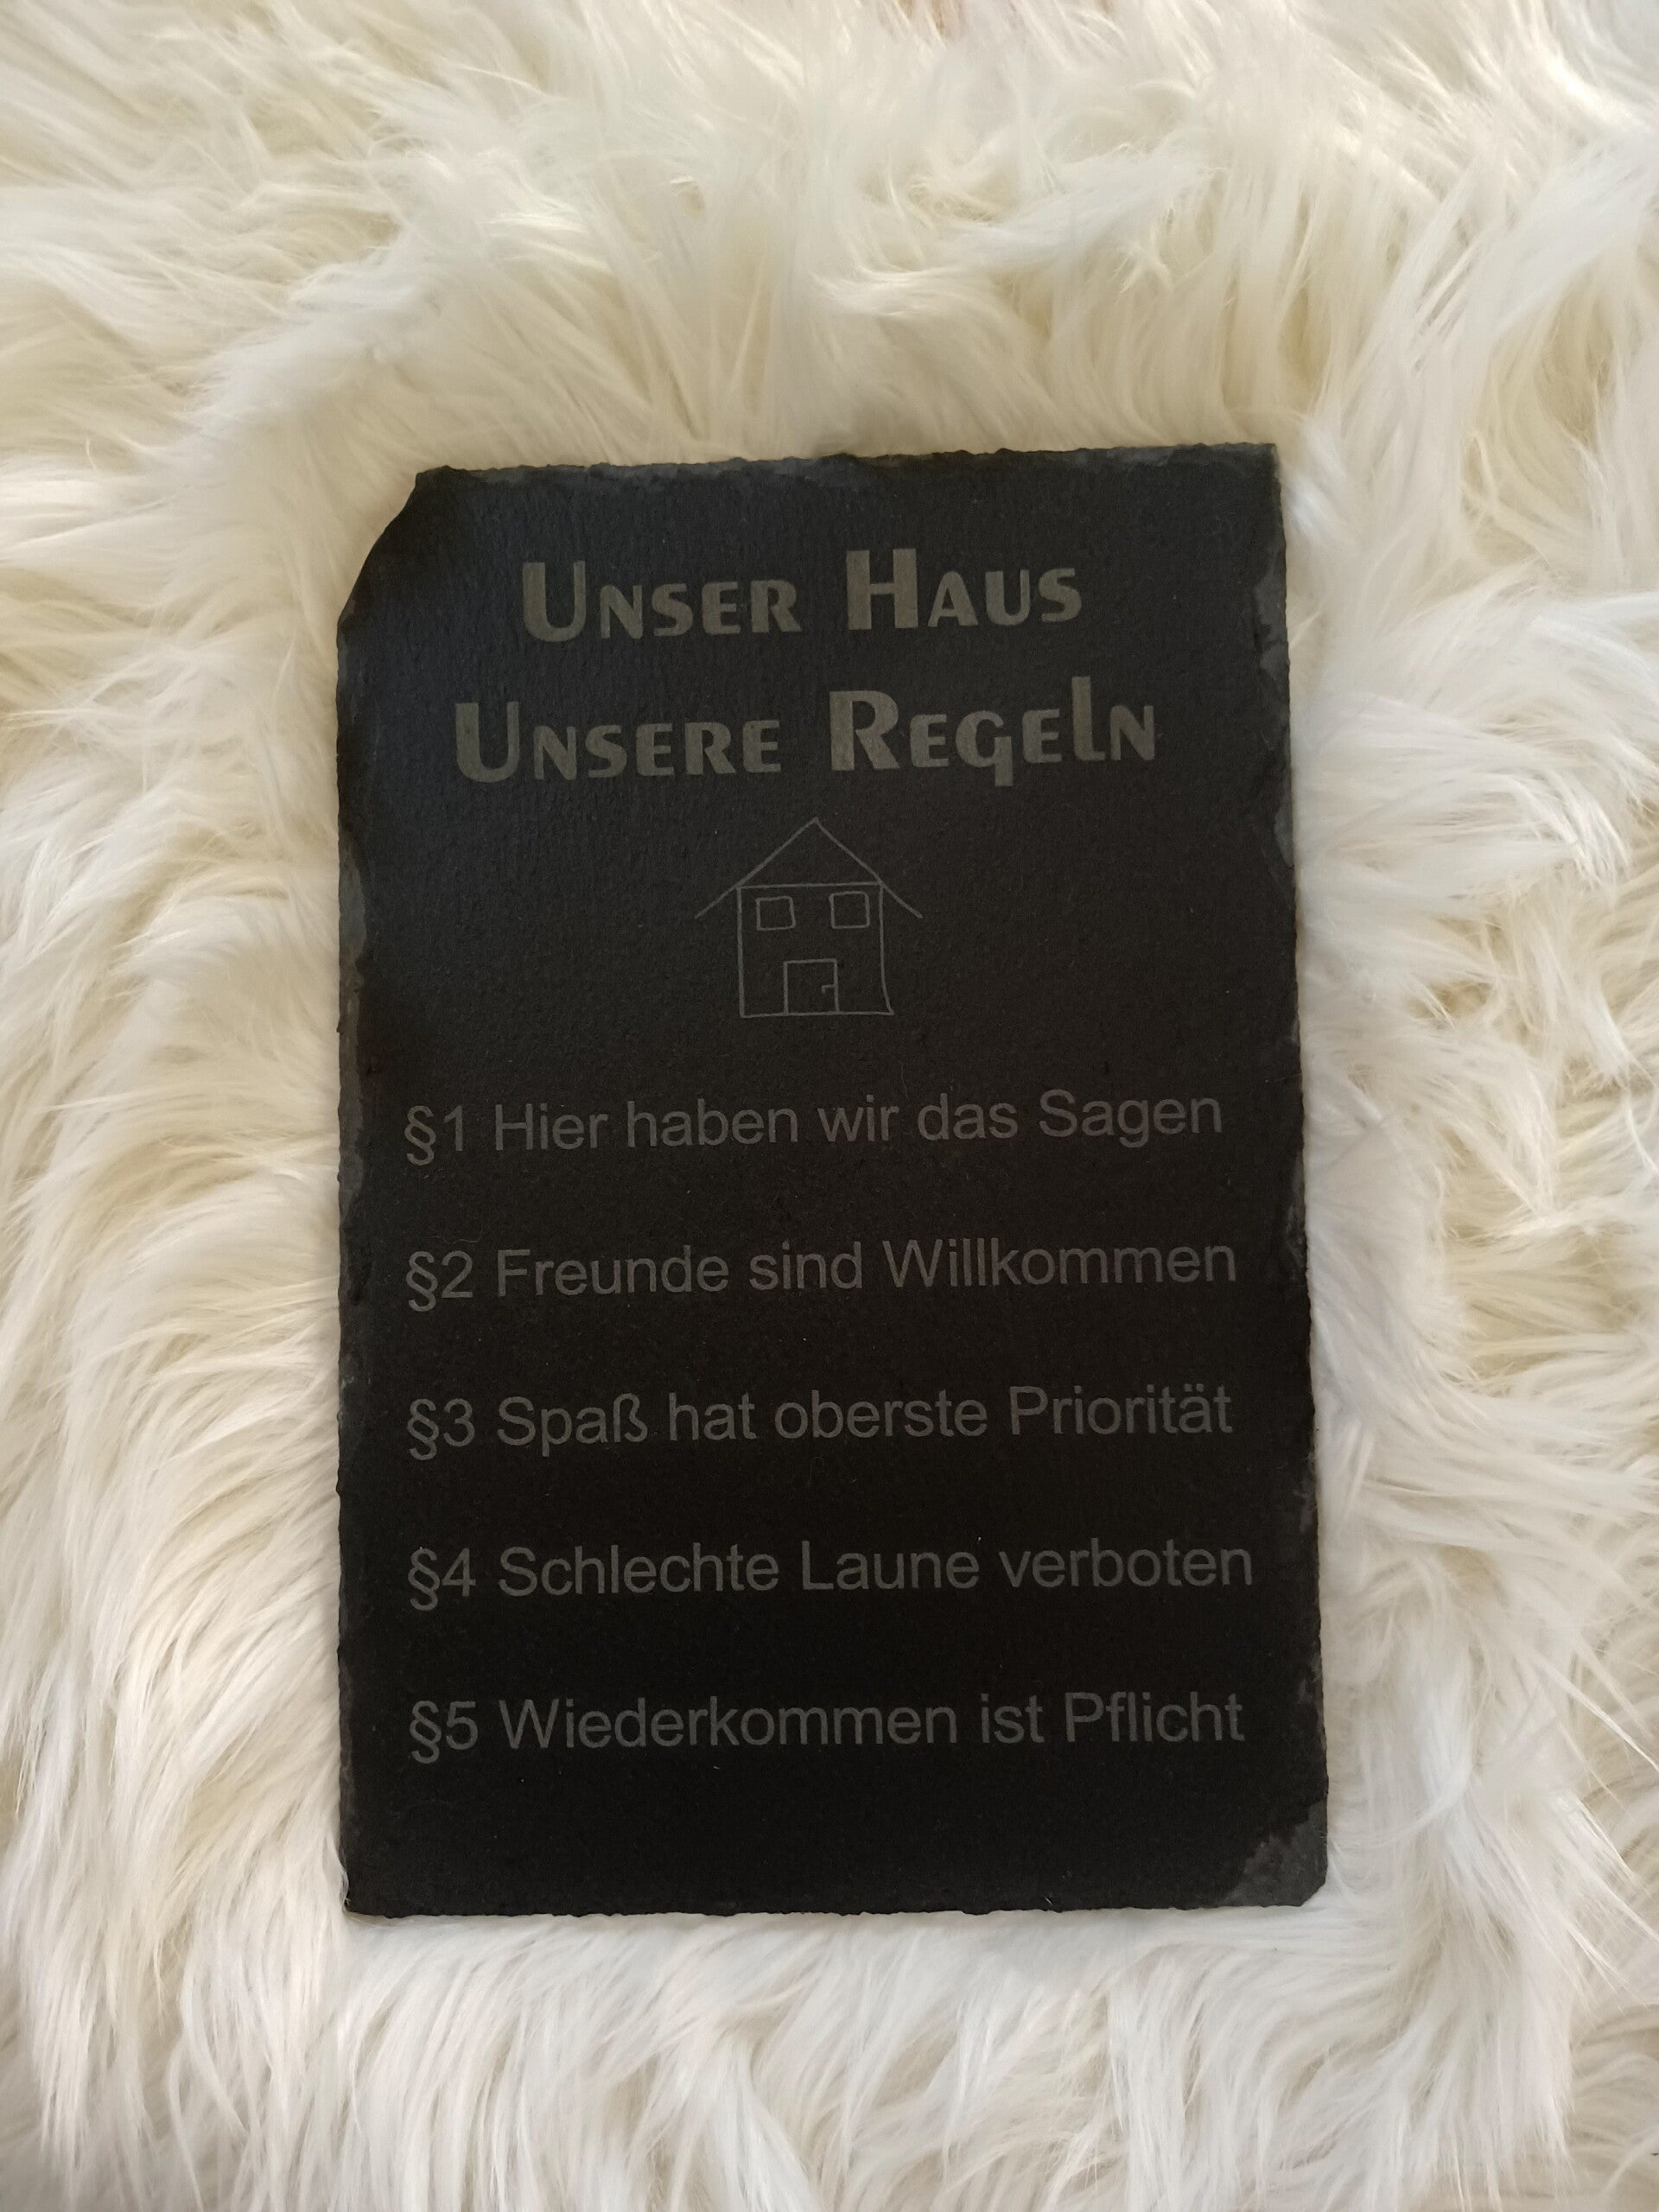 Unser Haus
Unsere Regeln
§1 Hier haben wir das Sagen
§2 Freunde sind Willkommen
§3 Spaß hat oberste Priorität
§4 Schlechte Laune verboten
§5 Wiederkommen ist Pflicht